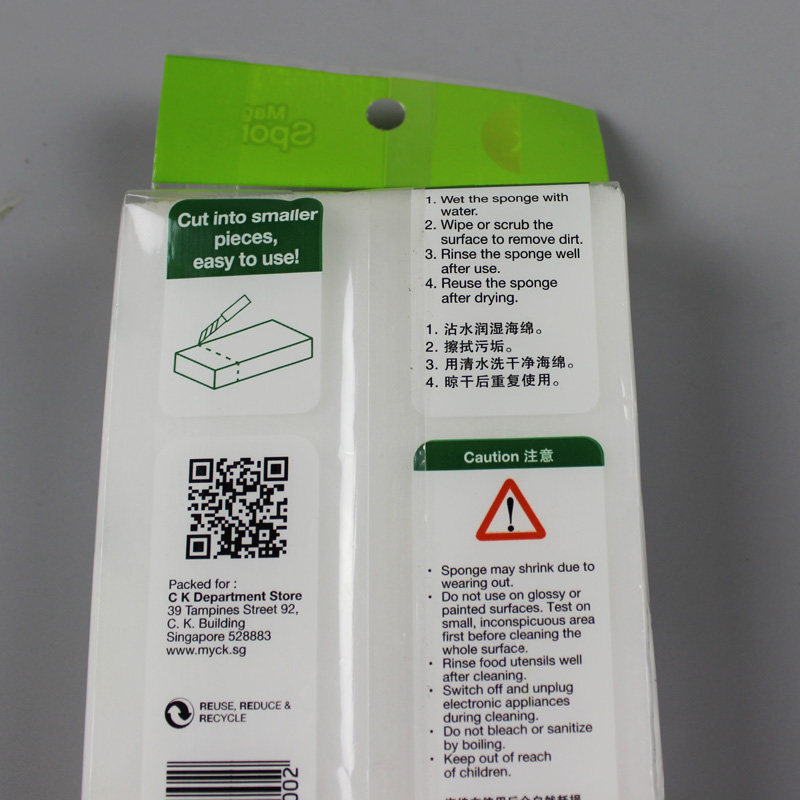 Cut into smaller
pieces,
easy to use!
Packed for :
C K Department Store
39 Tampines Street 92,
C. K. Building
Singapore 528883
www.myck.sg
REUSE, REDUCE &
RECYCLE
002
1. Wet the sponge with
water.
2. Wipe or scrub the
surface to remove dirt.
3. Rinse the sponge well
after use.
4. Reuse the sponge
after drying.
1. 沾水润湿海绵。
2. 擦拭污垢。
3. 用清水洗干净海绵。
4. 晾干后重复使用。
Caution 注意
• Sponge may shrink due to
wearing out.
• Do not use on glossy or
painted surfaces. Test on
small, inconspicuous area
first before cleaning the
whole surface.
• Rinse food utensils well
after cleaning.
• Switch off and unplug
electronic appliances
during cleaning.
• Do not bleach or sanitize
by boiling.
• Keep out of reach
of children.